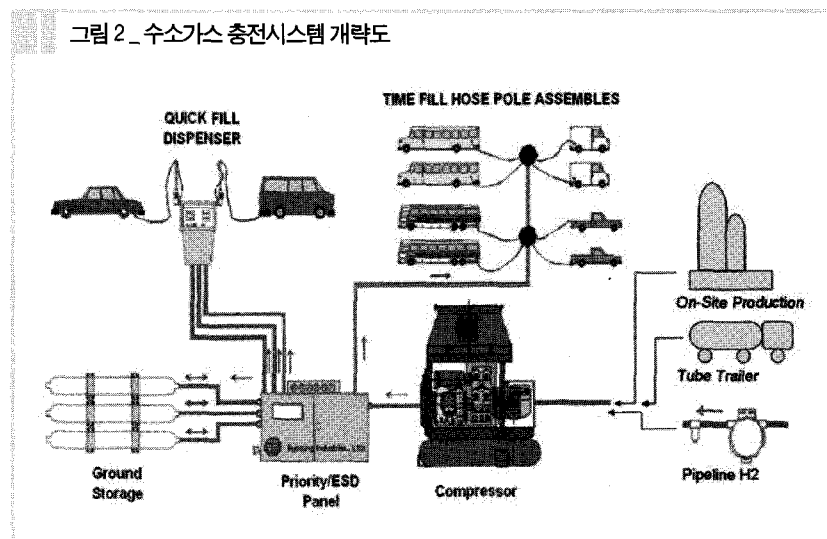 그림 2 _ 수소가스 충전시스템 개략도
TIME FILL HOSE POLE ASSEMBLES
QUICK FILL
DISPENSER
On-Site Production
Tube Trailer
Pipeline H2
Ground
Storage
Priority/ESD
Panel
Compressor